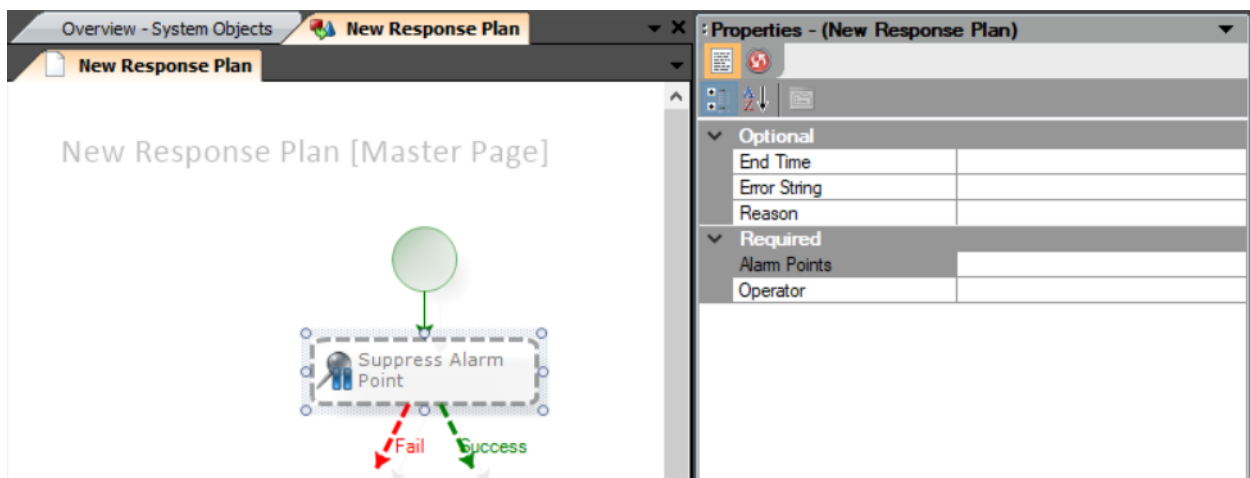 Overview - System Objects
New Response Plan
New Response Plan
New Response Plan [Master Page]
Suppress Alarm
Point
Fail
Success
Properties - (New Response Plan)
Optional
End Time
Error String
Reason
Required
Alarm Points
Operator